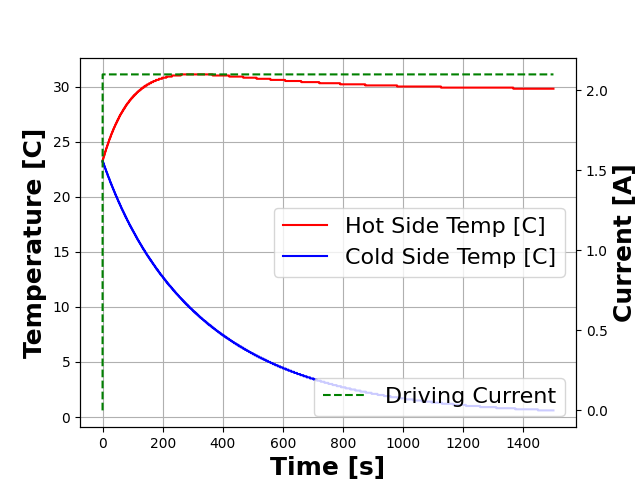 30
25
20
15
10
5
0
Temperature [C]
2.0
1.5
1.0
0.5
0.0
Current [A]
Hot Side Temp [C]
Cold Side Temp [C]
Driving Current
0 200 400 600 800 1000 1200 1400
Time [s]